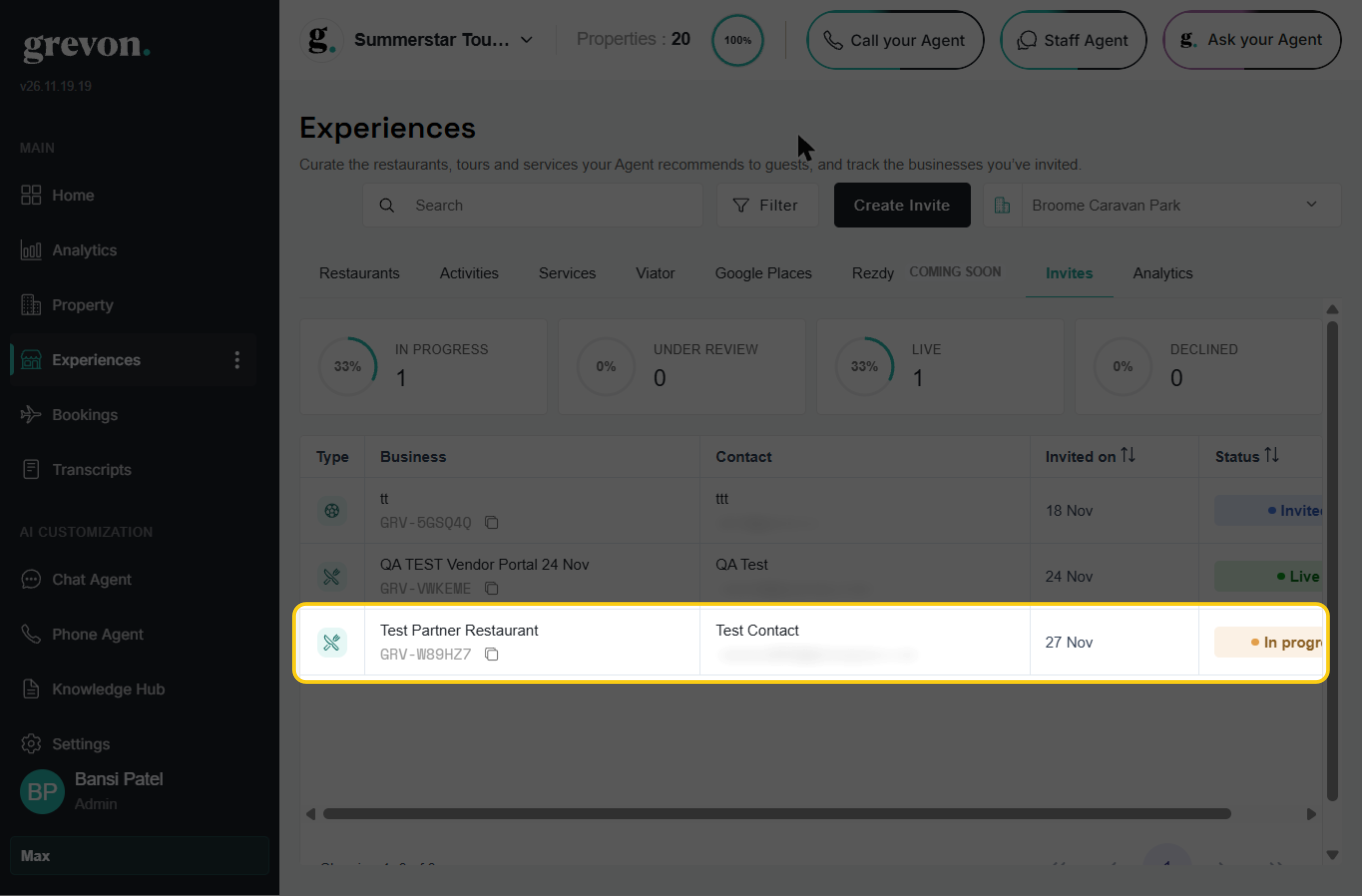 grevon.
v26.11.19.19
MAIN
Home
Analytics
Property
Experiences
Bookings
Transcripts
AI CUSTOMIZATION
Chat Agent
Phone Agent
Knowledge Hub
Settings
BP
Bansi Patel
Admin
Max
g. Summerstar Tou...
Properties : 20
100%
Call your Agent
Staff Agent
g. Ask your Agent
Experiences
Curate the restaurants, tours and services your Agent recommends to guests, and track the businesses you've invited.
Search
Filter
Create Invite
Broome Caravan Park
Restaurants Activities Services Viator Google Places Rezdy COMING SOON Invites Analytics
33% IN PROGRESS 1
0% UNDER REVIEW 0
33% LIVE 1
0% DECLINED 0
Type Business Contact Invited on Status
tt ttt 18 Nov Invited
GRV-5GSQ4Q
QA TEST Vendor Portal 24 Nov QA Test 24 Nov Live
GRV-VWKEME
Test Partner Restaurant Test Contact 27 Nov In progr
GRV-W89HZ7